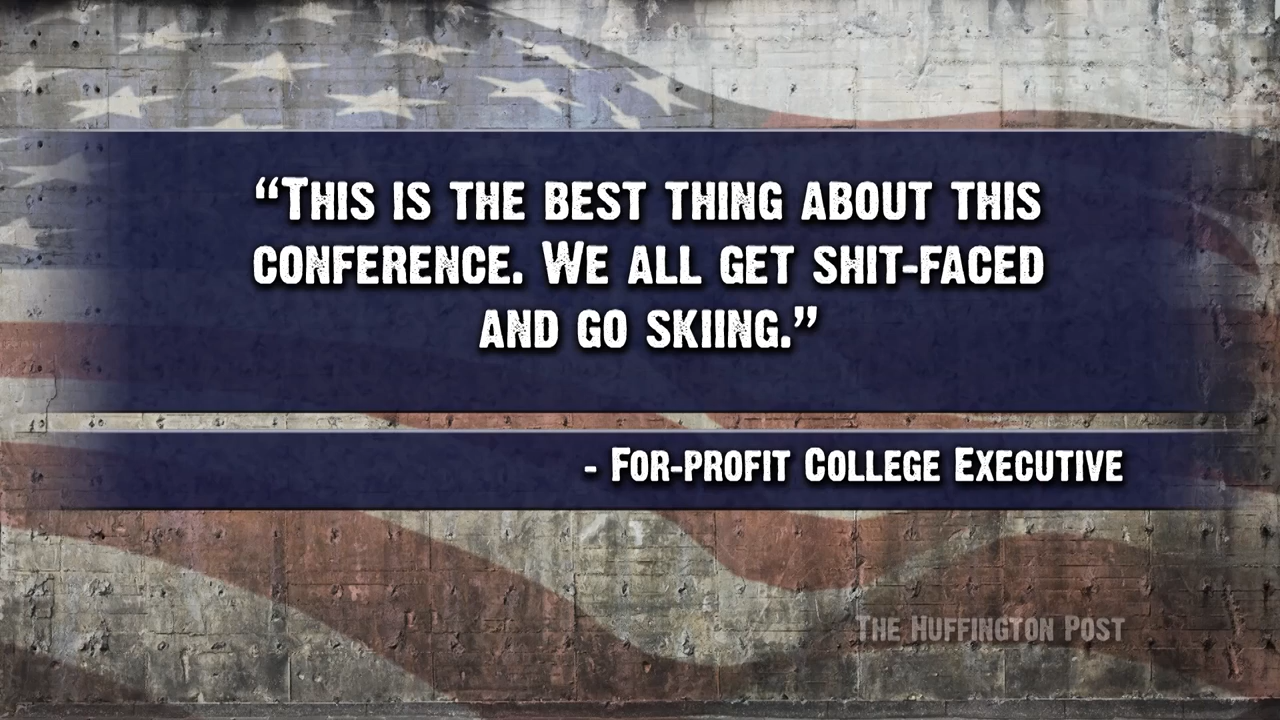 “This is the best thing about this
conference. We all get shit-faced
and go skiing.”
- For-profit College Executive
The Huffington Post